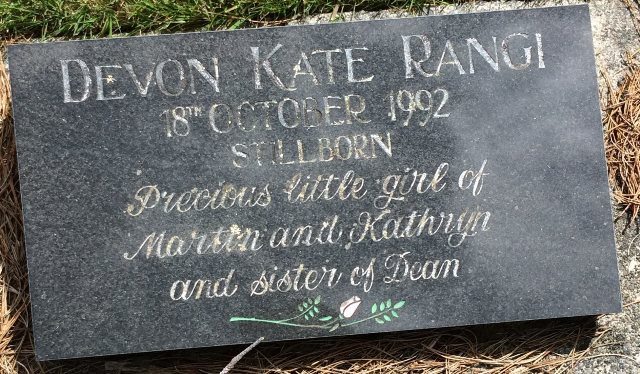 DEVON KATE RANGI
18TH OCTOBER 1992
STILLBORN
Precious little girl of
Martin and Kathryn
and sister of Dean